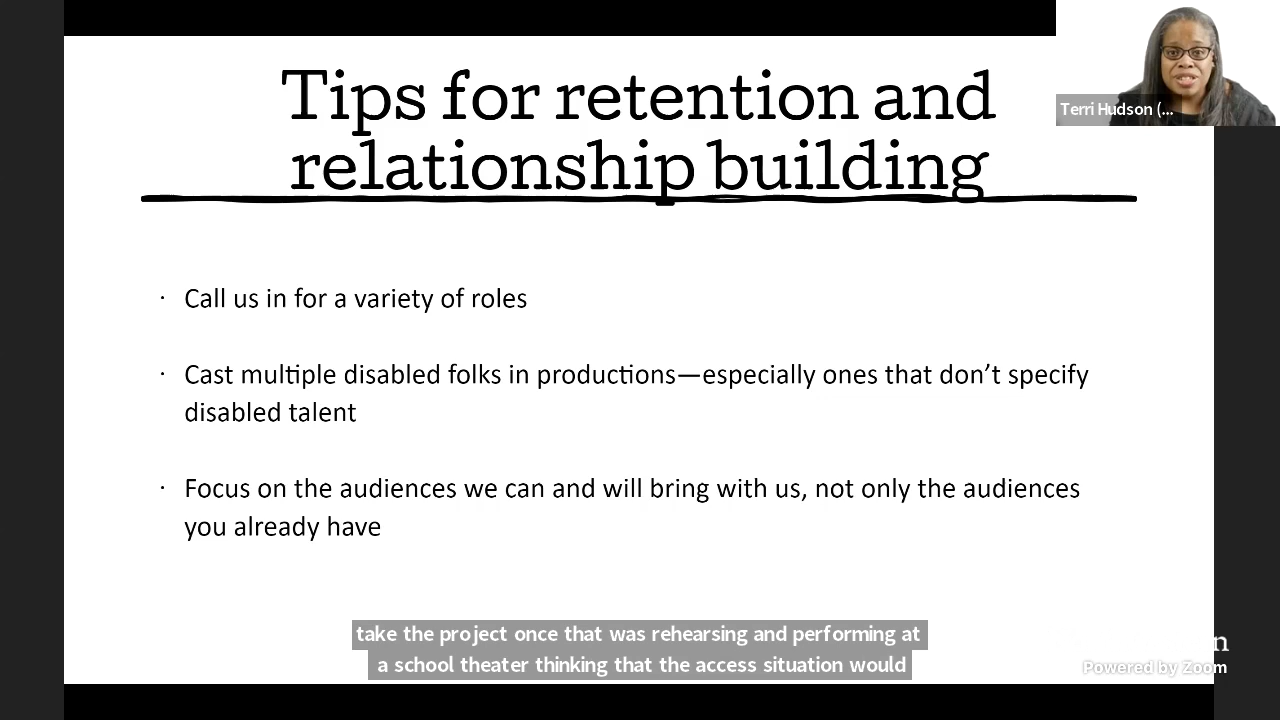 Tips for retention and
relationship building
Terri Hudson (...
· Call us in for a variety of roles
· Cast multiple disabled folks in productions—especially ones that don’t specify
disabled talent
· Focus on the audiences we can and will bring with us, not only the audiences
you already have
take the project once that was rehearsing and performing at
a school theater thinking that the access situation would
n
Powered by Zoom